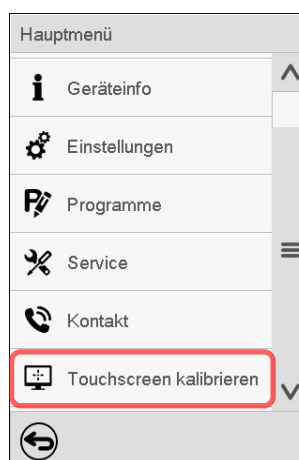 Hauptmenü
Geräteinfo
Einstellungen
Programme
Service
Kontakt
Touchscreen kalibrieren